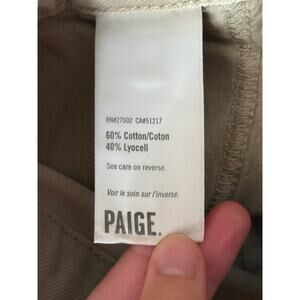 RN#27002 CA#51217
60% Cotton/Coton
40% Lyocell
See care on reverse.
Voir le soin sur l'inverse.
PAIGE.